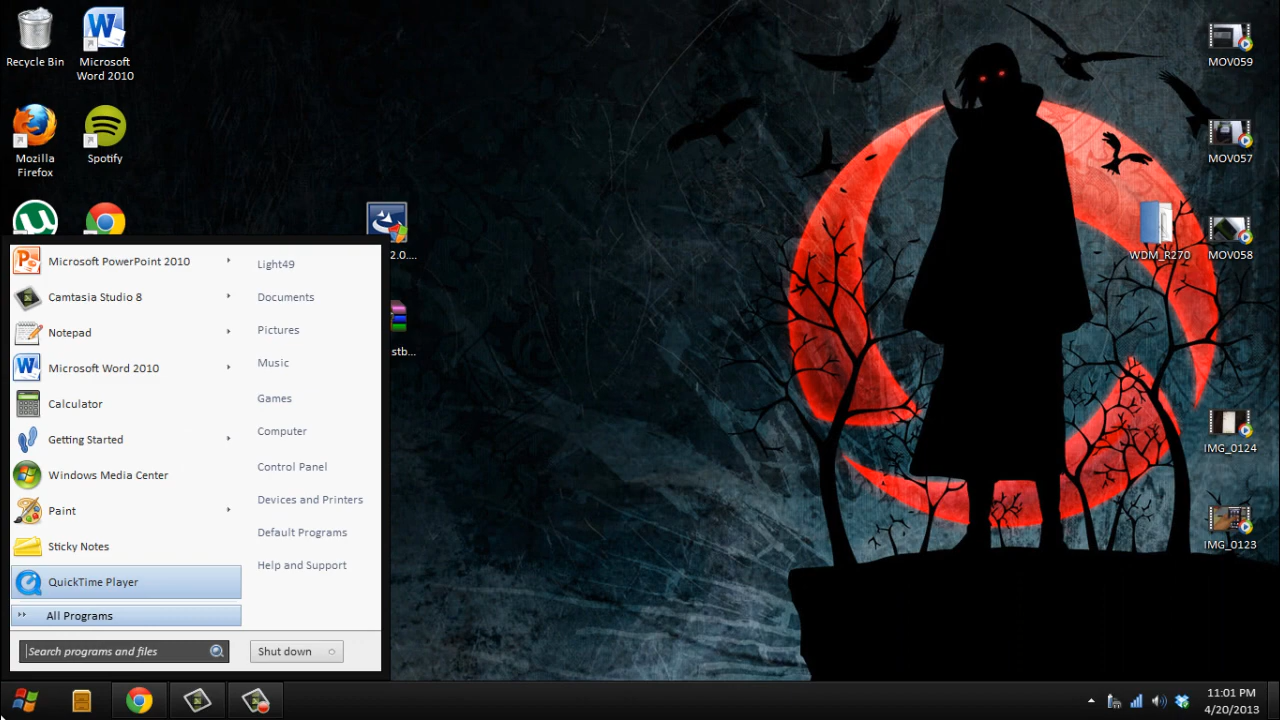 Recycle Bin
Microsoft
Word 2010
Mozilla
Firefox
Spotify
2.0....
stb...
MOV059
MOV057
WDM_R270
MOV058
IMG_0124
IMG_0123
Microsoft PowerPoint 2010
Camtasia Studio 8
Notepad
Microsoft Word 2010
Calculator
Getting Started
Windows Media Center
Paint
Sticky Notes
QuickTime Player
All Programs
Search programs and files
Light49
Documents
Pictures
Music
Games
Computer
Control Panel
Devices and Printers
Default Programs
Help and Support
Shut down
11:01 PM
4/20/2013